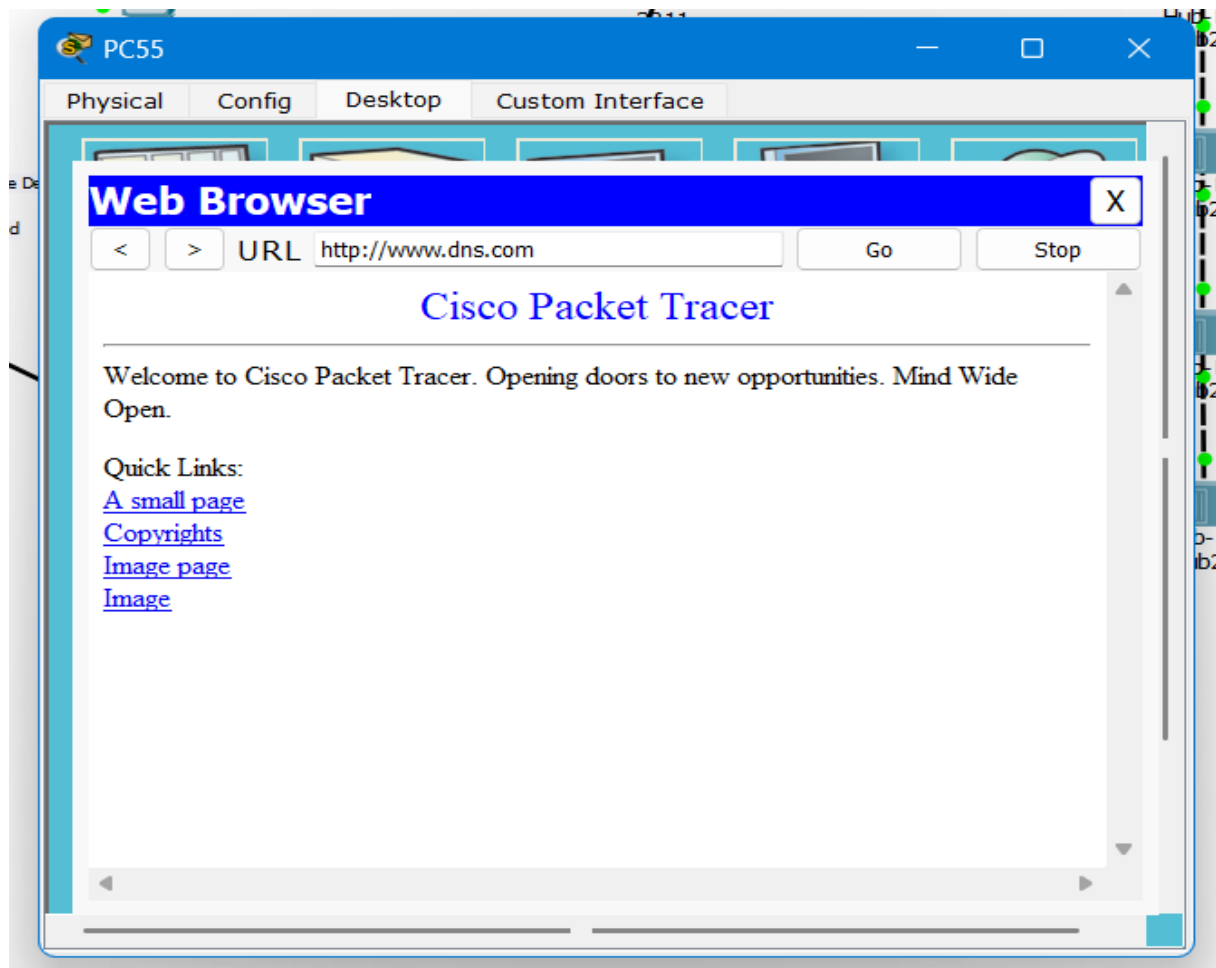 PC55
Physical Config Desktop Custom Interface
Web Browser X
< > URL http://www.dns.com Go Stop
Cisco Packet Tracer
Welcome to Cisco Packet Tracer. Opening doors to new opportunities. Mind Wide
Open.
Quick Links:
A small page
Copyrights
Image page
Image